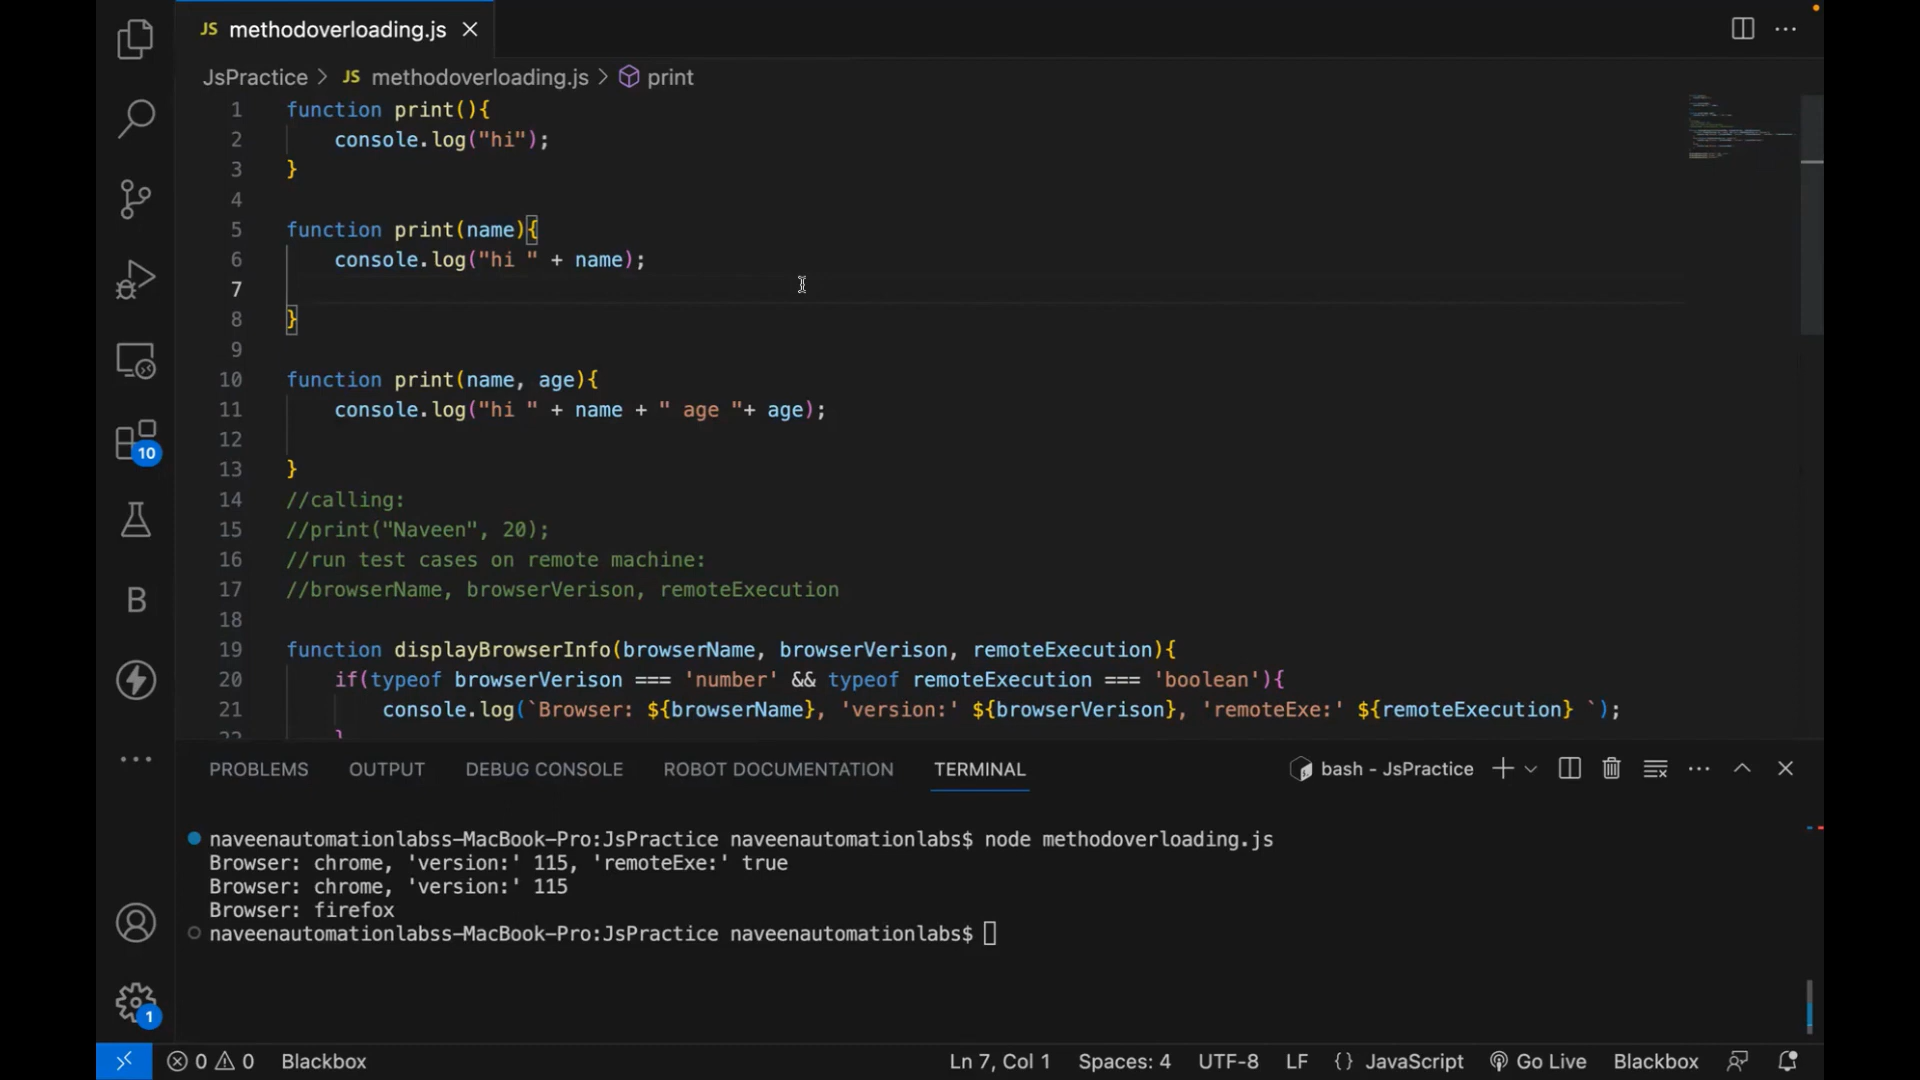 JS methodoverloading.js
JsPractice > JS methodoverloading.js > print
1 function print(){
2 console.log("hi");
3 }
4
5 function print(name){
6 console.log("hi " + name);
7
8 }
9
10 function print(name, age){
11 console.log("hi " + name + " age "+ age);
12
13 }
14 //calling:
15 //print("Naveen", 20);
16 //run test cases on remote machine:
17 //browserName, browserVerison, remoteExecution
18
19 function displayBrowserInfo(browserName, browserVerison, remoteExecution){
20 if(typeof browserVerison === 'number' && typeof remoteExecution === 'boolean'){
21 console.log(`Browser: ${browserName}, 'version:' ${browserVerison}, 'remoteExe:' ${remoteExecution} `);
10
B
PROBLEMS OUTPUT DEBUG CONSOLE ROBOT DOCUMENTATION TERMINAL bash - JsPractice
naveenautomationlabss-MacBook-Pro:JsPractice naveenautomationlabs$ node methodoverloading.js
Browser: chrome, 'version:' 115, 'remoteExe:' true
Browser: chrome, 'version:' 115
Browser: firefox
naveenautomationlabss-MacBook-Pro:JsPractice naveenautomationlabs$
1
0 0 Blackbox Ln 7, Col 1 Spaces: 4 UTF-8 LF {} JavaScript Go Live Blackbox